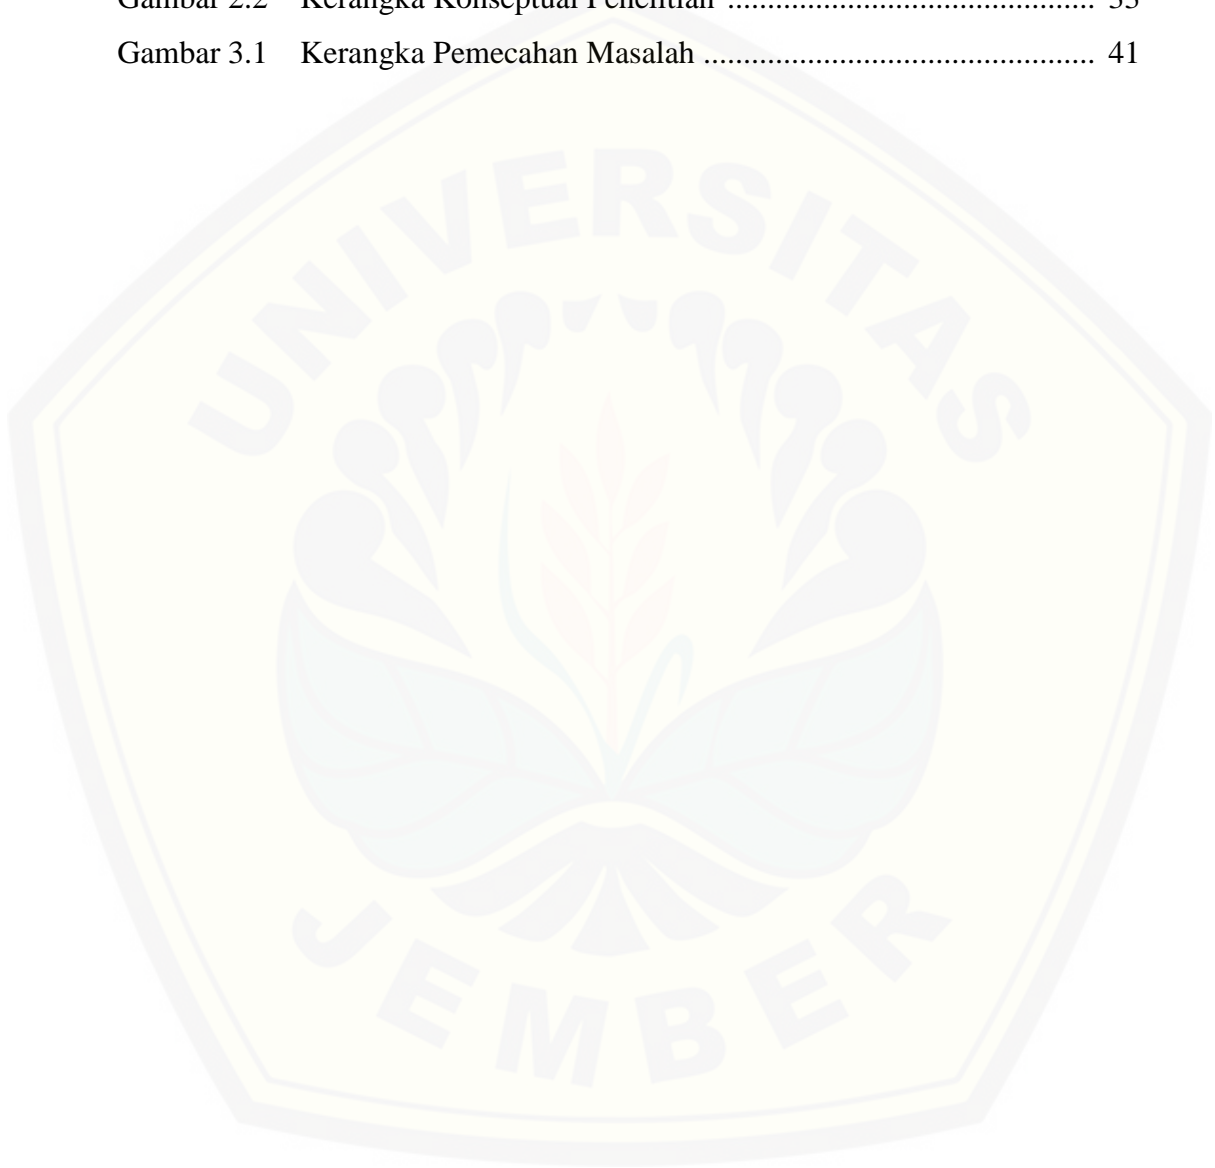 Gambar 2.2 Kerangka Konseptual Penelitian ............................................... 
Gambar 3.1 Kerangka Pemecahan Masalah .................................................. 41
UNIVERSITAS
JEMBER